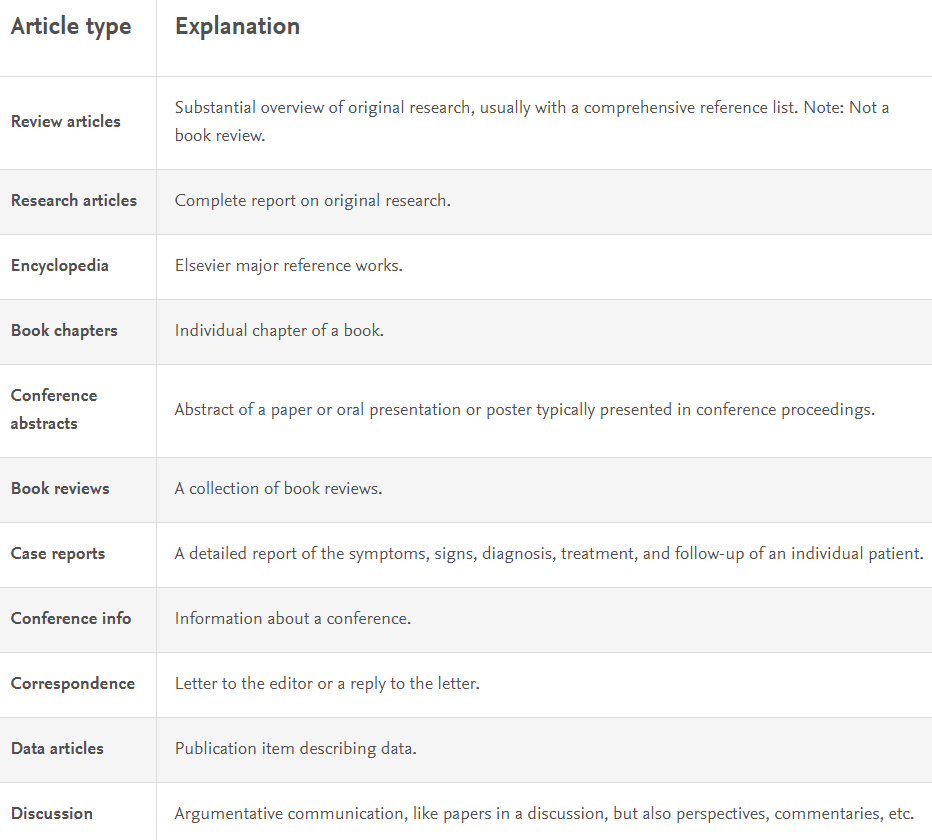 Article type Explanation
Review articles
Substantial overview of original research, usually with a comprehensive reference list. Note: Not a
book review.
Research articles Complete report on original research.
Encyclopedia Elsevier major reference works.
Book chapters Individual chapter of a book.
Conference
abstracts
Abstract of a paper or oral presentation or poster typically presented in conference proceedings.
Book reviews A collection of book reviews.
Case reports A detailed report of the symptoms, signs, diagnosis, treatment, and follow-up of an individual patient.
Conference info Information about a conference.
Correspondence Letter to the editor or a reply to the letter.
Data articles Publication item describing data.
Discussion Argumentative communication, like papers in a discussion, but also perspectives, commentaries, etc.